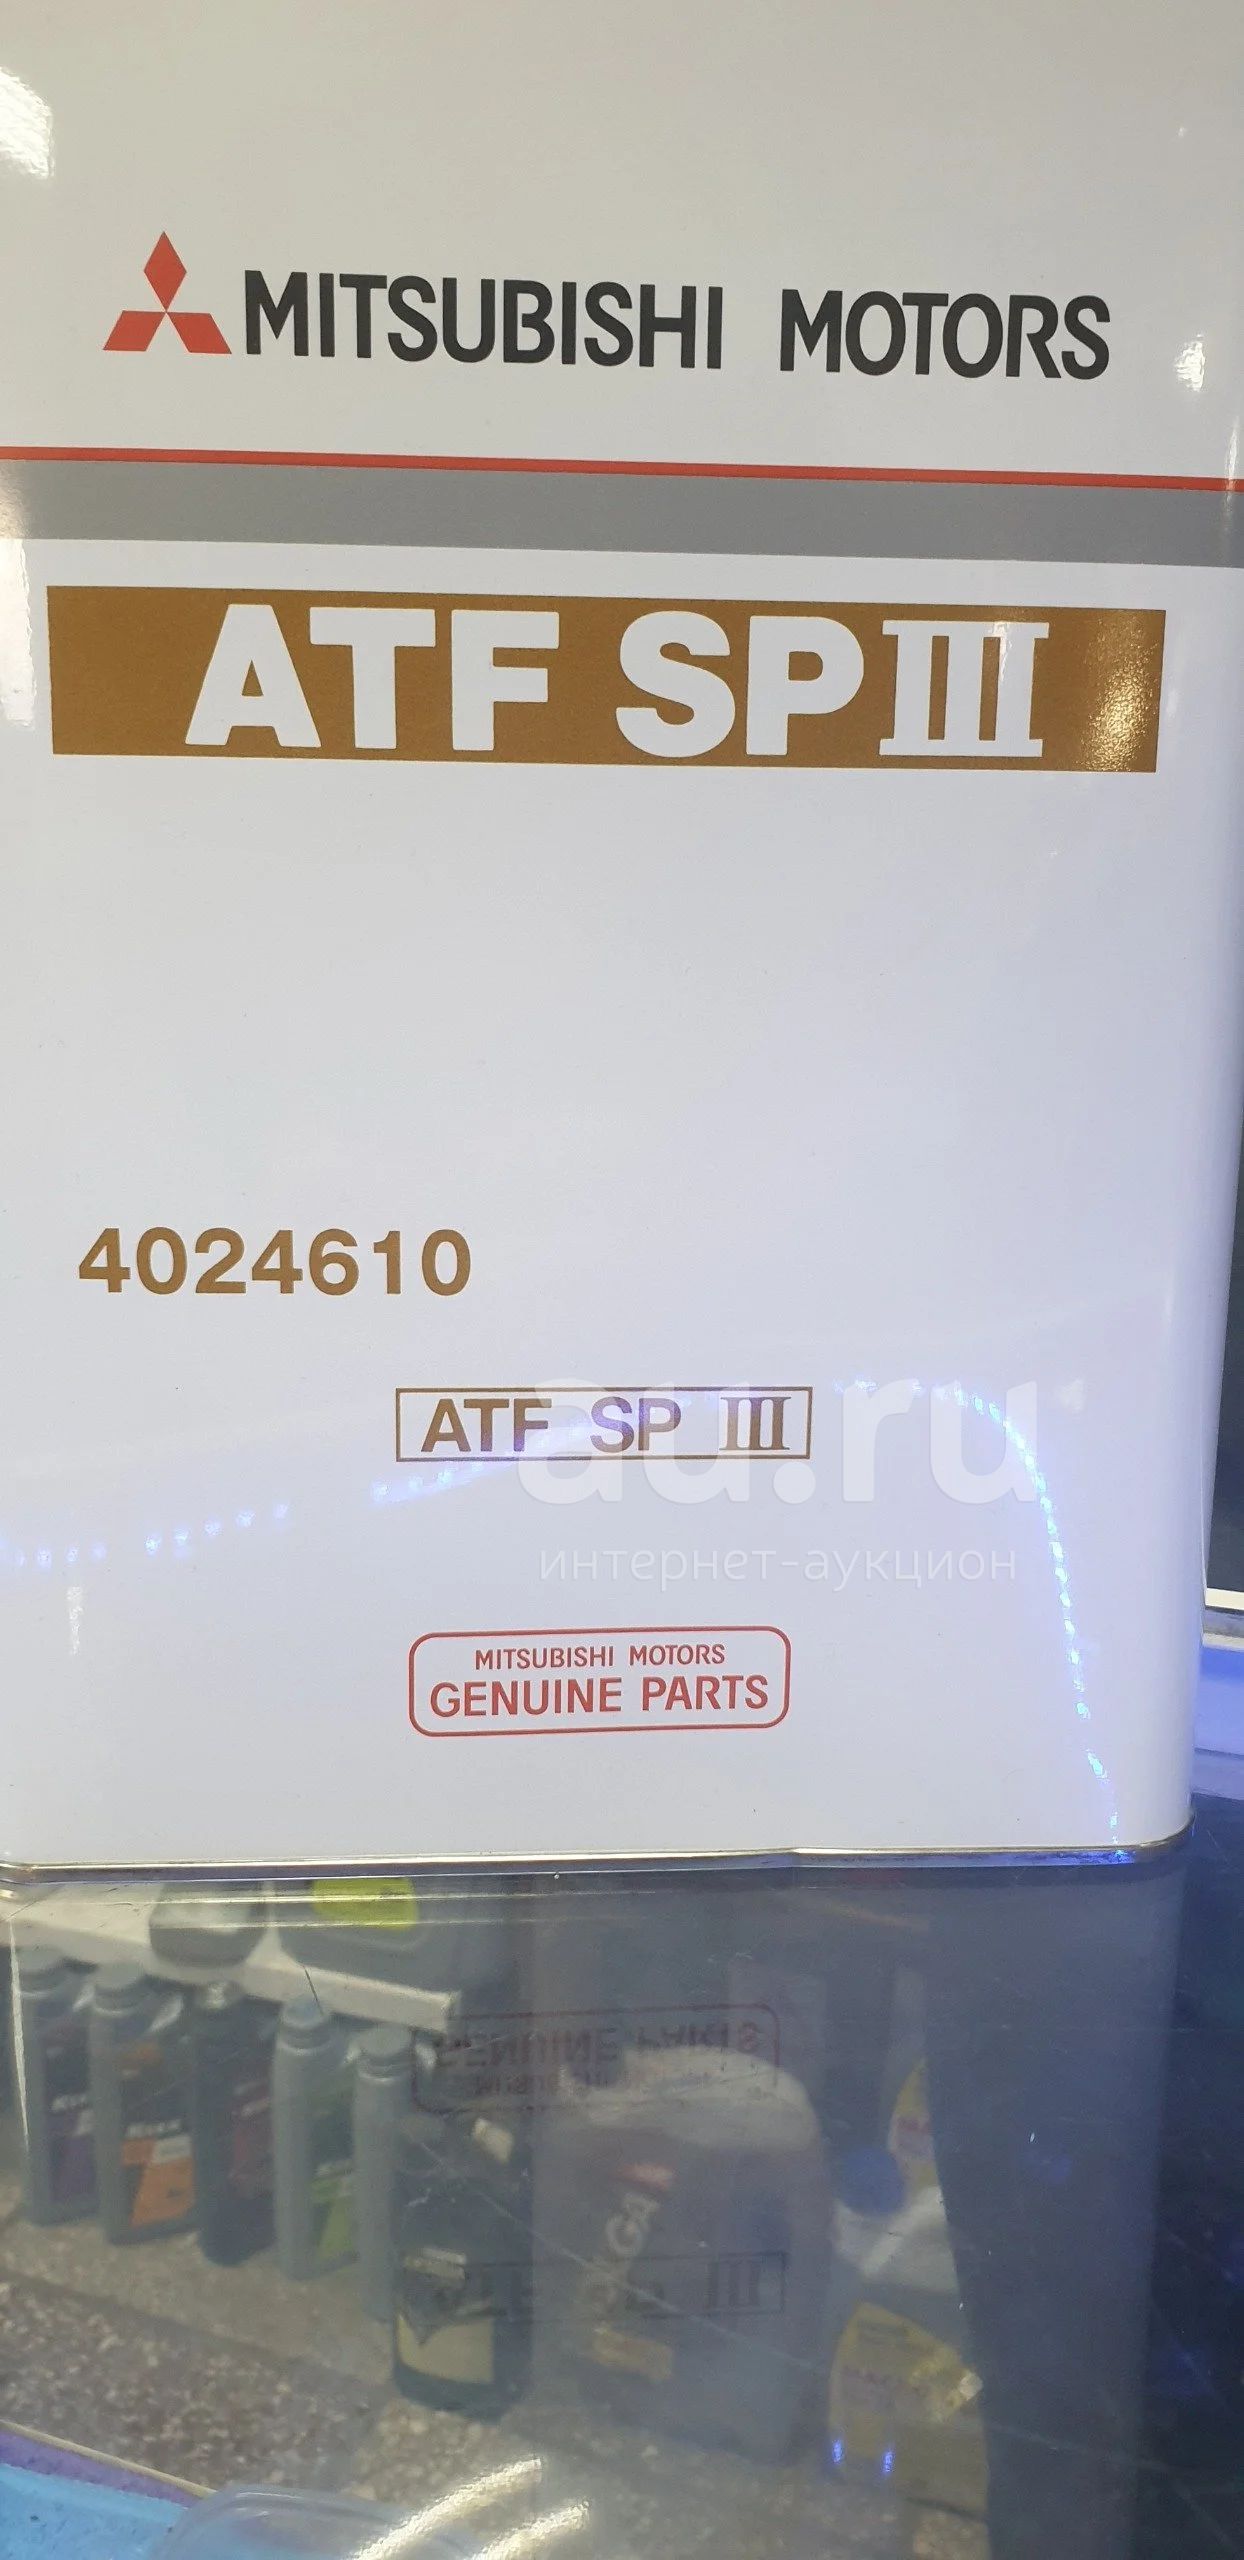 MITSUBISHI MOTORS
ATF SP III
4024610
ATF SP III
au.ru
интернет-аукцион
MITSUBISHI MOTORS
GENUINE PARTS